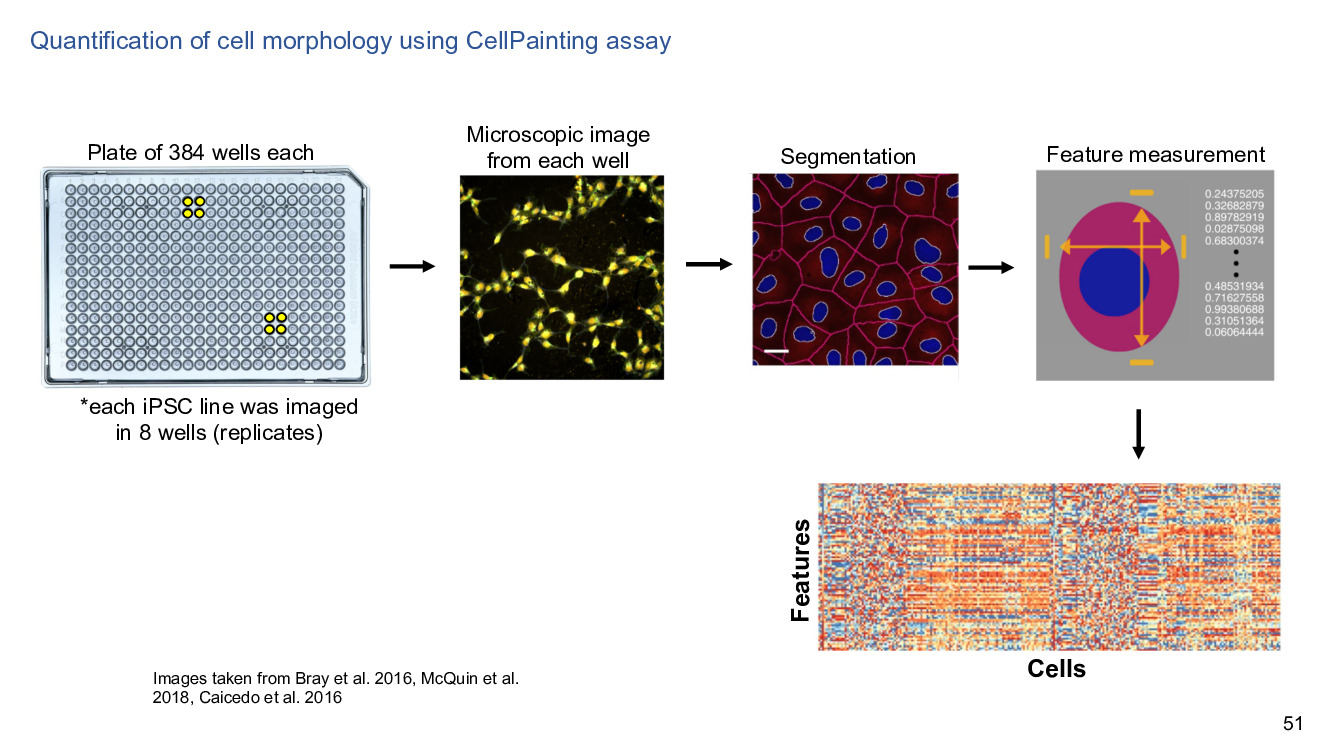 Quantification of cell morphology using CellPainting assay
Plate of 384 wells each
*each iPSC line was imaged
in 8 wells (replicates)
Microscopic image
from each well
Segmentation
Feature measurement
0.24375205
0.32682879
0.89782919
0.02875098
0.68300374
0.48531934
0.71627558
0.99380688
0.31051364
0.06064444
Features
Cells
Images taken from Bray et al. 2016, McQuin et al.
2018, Caicedo et al. 2016
51